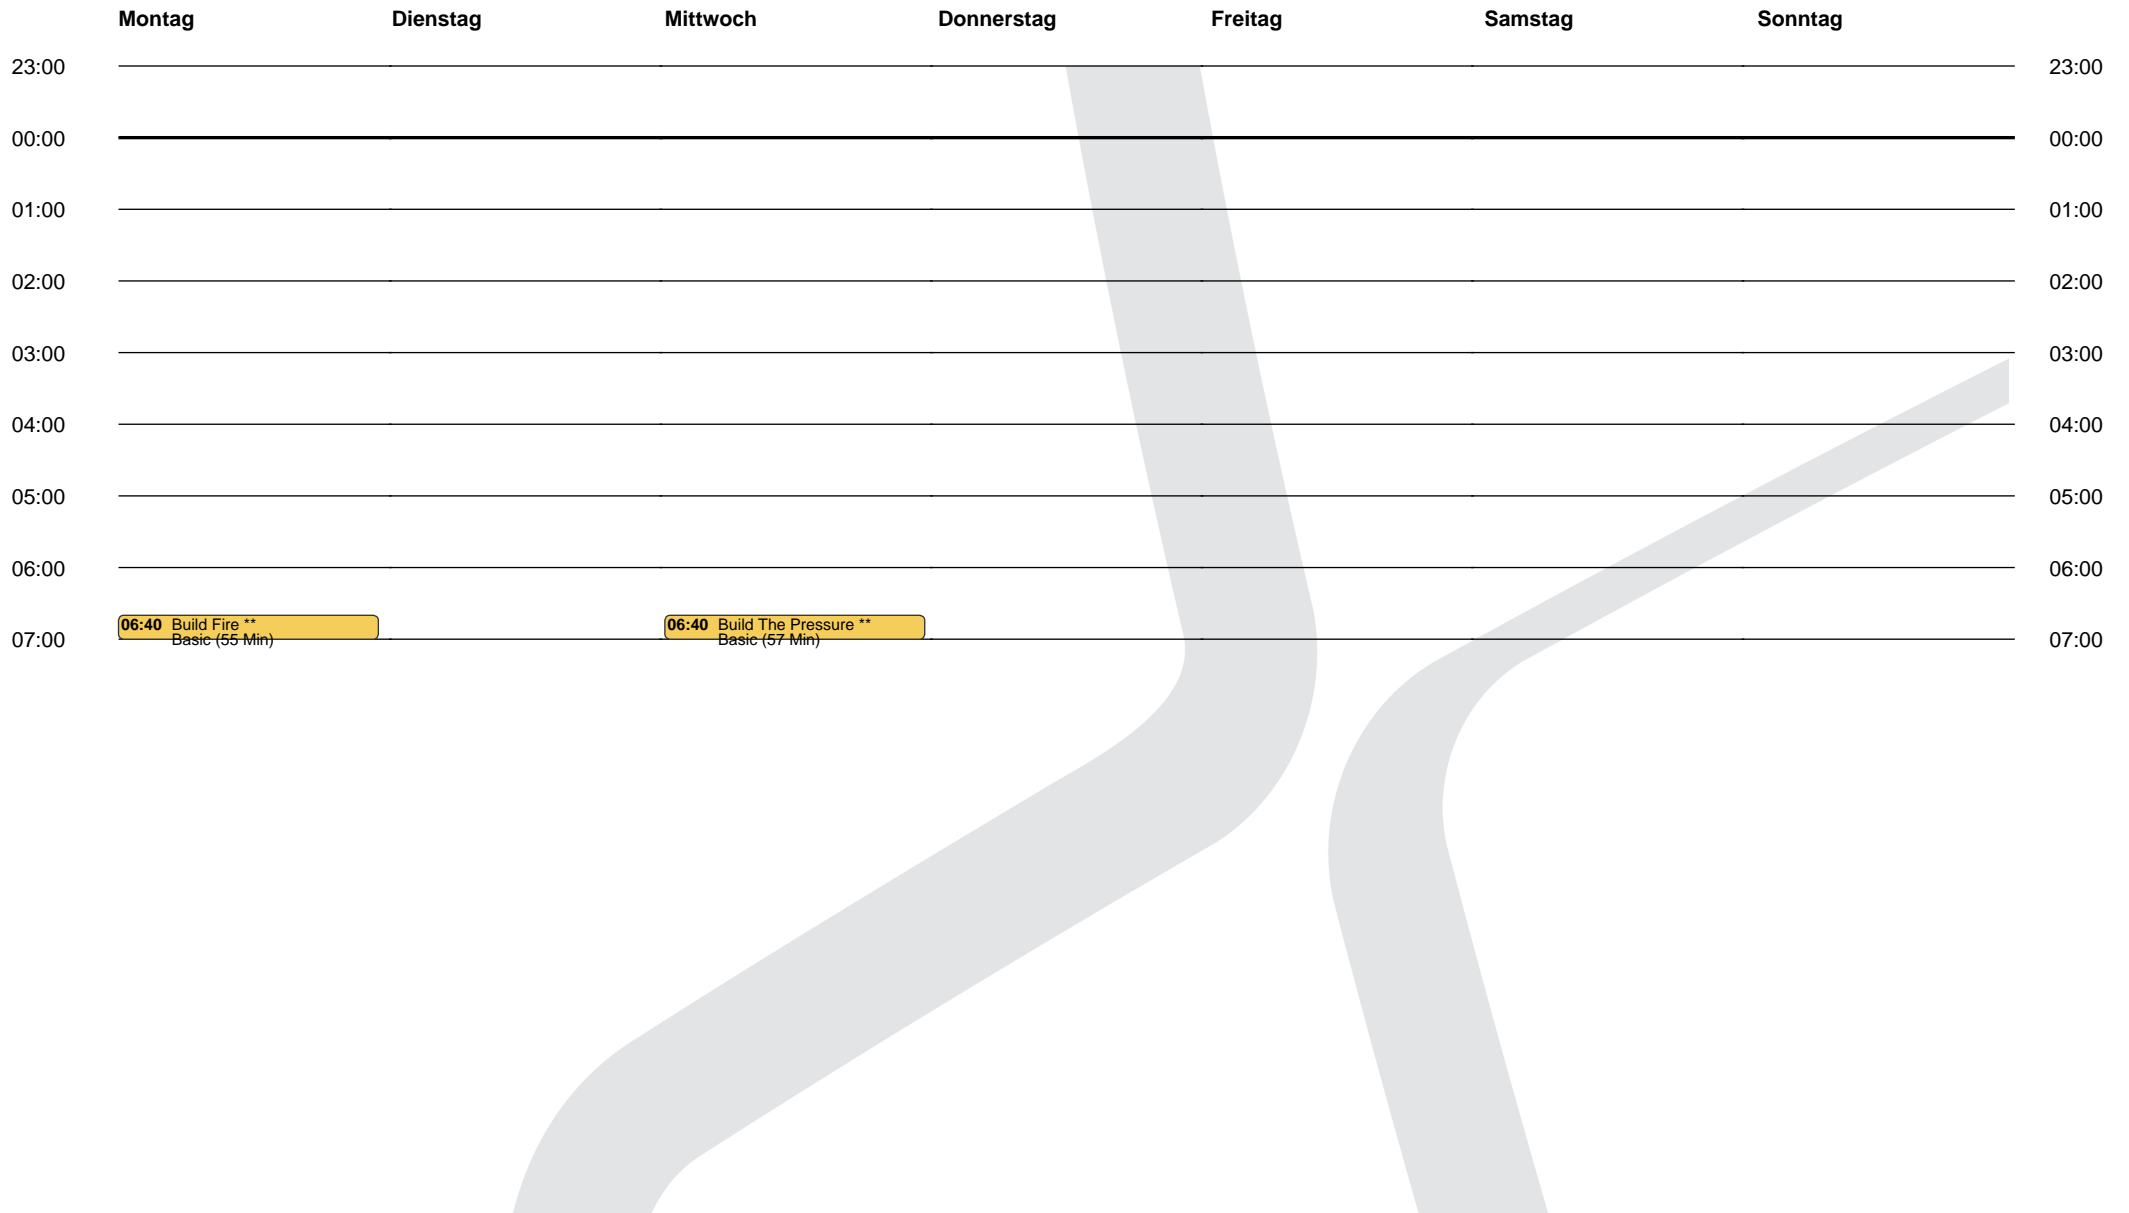 Montag Dienstag Mittwoch Donnerstag Freitag Samstag Sonntag
23:00 23:00
00:00 00:00
01:00 01:00
02:00 02:00
03:00 03:00
04:00 04:00
05:00 05:00
06:00 06:00
06:40 Build Fire ** 06:40 Build The Pressure **
07:00 Basic (55 Min) Basic (57 Min) 07:00